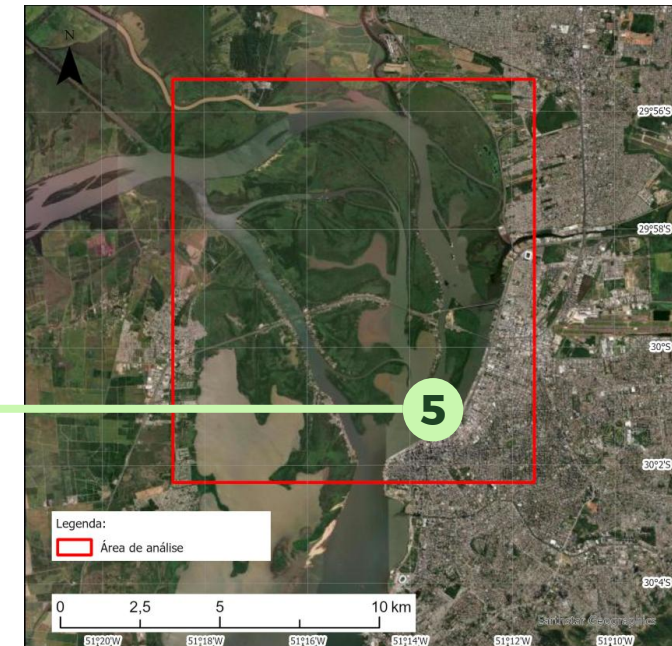 N
29°56'S
29°58'S
30°S
5
30°2'S
Legenda:
Área de análise
30°4'S
0 2,5 5 10 km
Earthstar Geographics
51°20'W 51°18'W 51°16'W 51°14'W 51°12'W 51°10'W